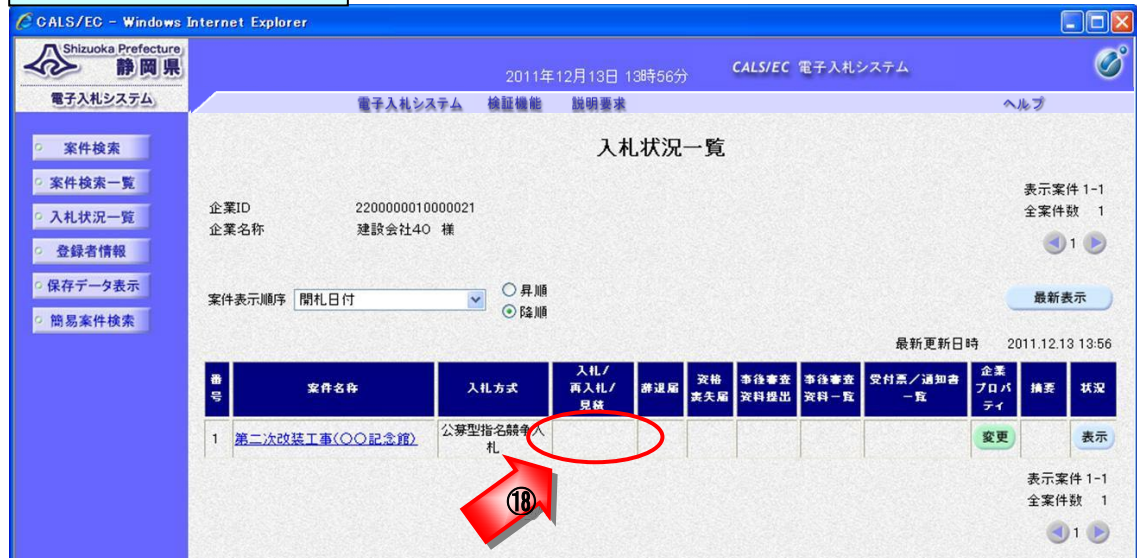 CALS/EC - Windows Internet Explorer
Shizuoka Prefecture
静岡県
電子入札システム
2011年12月13日 13時56分
CALS/EC 電子入札システム
電子入札システム 検証機能 説明要求 ヘルプ
案件検索
案件検索一覧
入札状況一覧
登録者情報
保存データ表示
簡易案件検索
入札状況一覧
表示案件 1-1
全案件数 1
1
企業ID 2200000010000021
企業名称 建設会社40 様
案件表示順序 開札日付
昇順
降順
最新表示
最新更新日時 2011.12.13 13:56
番号 案件名称 入札方式 入札/再入札/見積 辞退届 資格喪失届 事後審査資料提出 事後審査資料一覧 受付票/通知書一覧 企業プロパティ 摘要 状況
1 第二次改装工事(〇〇記念館) 公募型指名競争入札 変更 表示
⑱
表示案件 1-1
全案件数 1
1